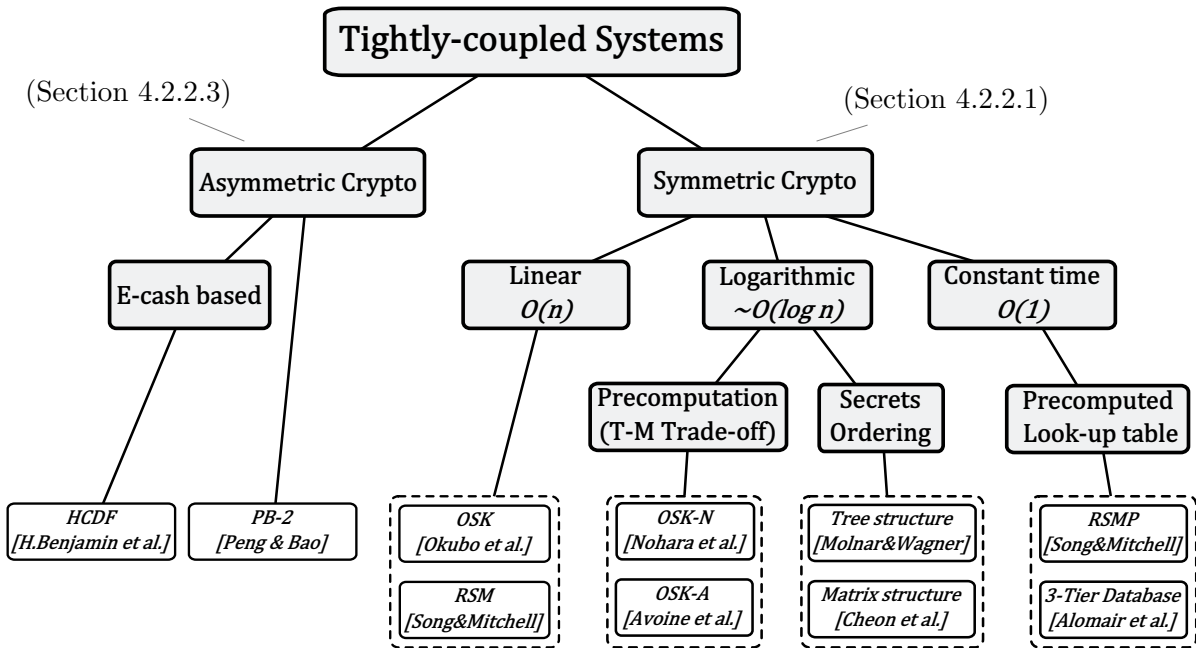 Tightly-coupled Systems
(Section 4.2.2.3)
(Section 4.2.2.1)
Asymmetric Crypto
Symmetric Crypto
E-cash based
Linear
O(n)
Logarithmic
~O(log n)
Constant time
O(1)
Precomputation
(T-M Trade-off)
Secrets
Ordering
Precomputed
Look-up table
HCDF
[H.Benjamin et al.]
PB-2
[Peng & Bao]
OSK
[Okubo et al.]
RSM
[Song&Mitchell]
OSK-N
[Nohara et al.]
OSK-A
[Avoine et al.]
Tree structure
[Molnar&Wagner]
Matrix structure
[Cheon et al.]
RSMP
[Song&Mitchell]
3-Tier Database
[Alomair et al.]